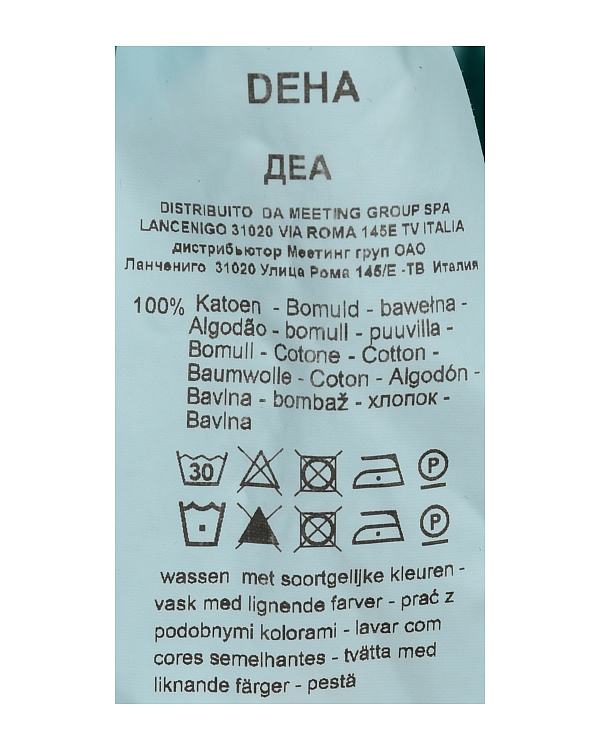 DEHA
ДЕА
DISTRIBUITO DA MEETING GROUP SPA
LANCENIGO 31020 VIA ROMA 145E TV ITALIA
дистрибьютор Меетинг груп ОАО
Ланчениго 31020 Улица Рома 145/Е -ТВ Италия
100% Katoen - Bomuld - bawełna -
Algodão - bomull - puuvilla -
Bomull - Cotone - Cotton -
Baumwolle - Coton - Algodón -
Bavlna - bombaž - хлопок -
Bavlna
30 P
P
wassen met soortgelijke kleuren -
vask med lignende farver - prać z
podobnymi kolorami - lavar com
cores semelhantes - tvätta med
liknande färger - pestä